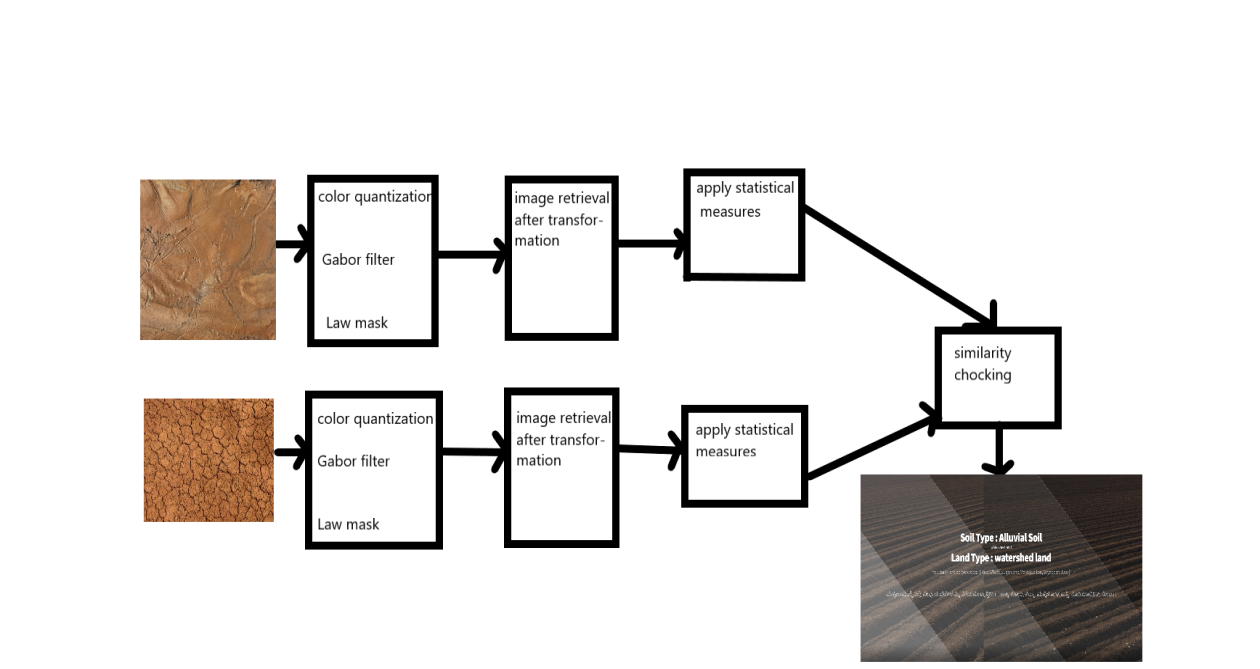 color quantization
Gabor filter
Law mask
image retrieval
after transfor-
mation
apply statistical
measures
color quantization
Gabor filter
Law mask
image retrieval
after transfor-
mation
apply statistical
measures
similarity
chocking
Soil Type : Alluvial Soil
Land Type : watershed land